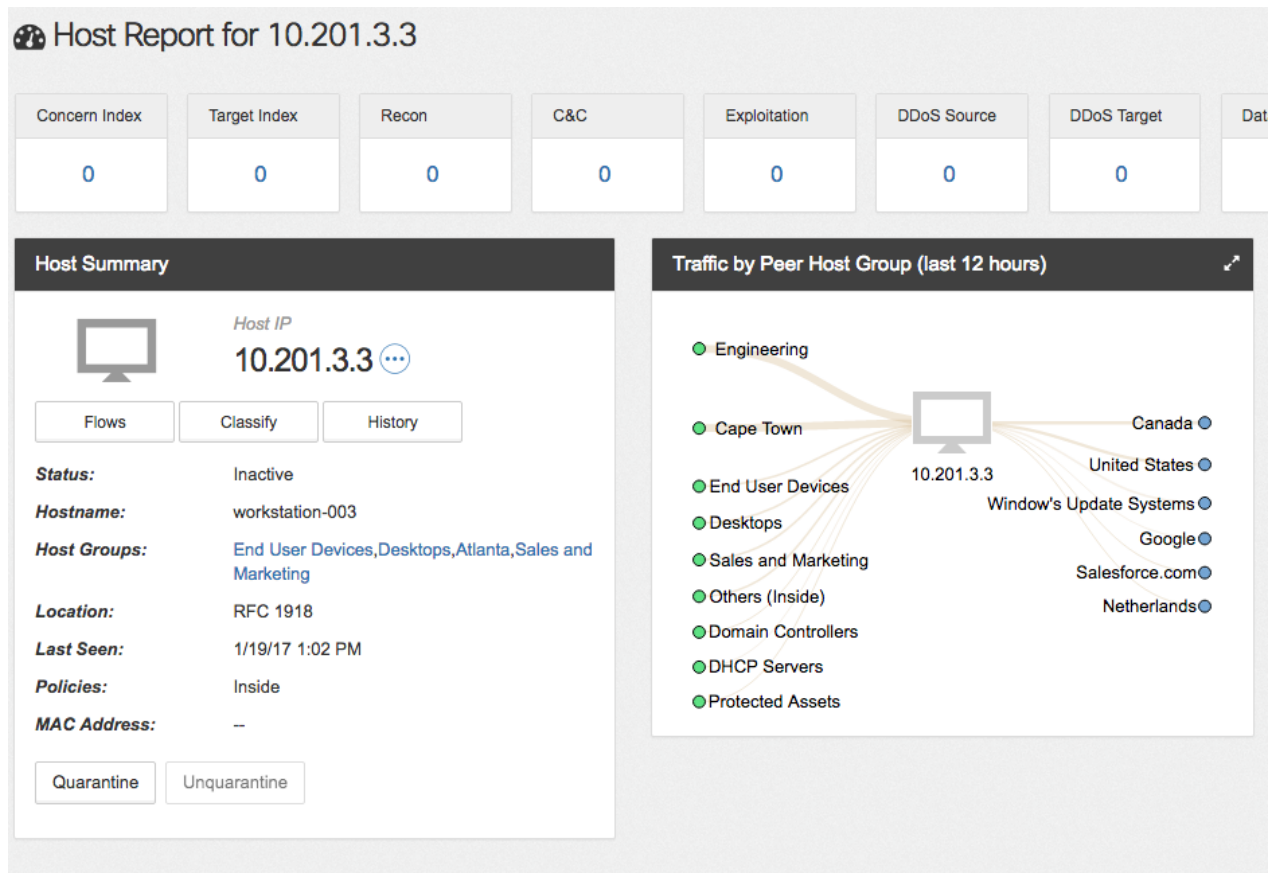 Host Report for 10.201.3.3
Concern Index
Target Index
Recon
C&C
Exploitation
DDoS Source
DDoS Target
Dat
0
0
0
0
0
0
0
Host Summary
Host IP
10.201.3.3
Flows
Classify
History
Status: Inactive
Hostname: workstation-003
Host Groups: End User Devices,Desktops,Atlanta,Sales and
Marketing
Location: RFC 1918
Last Seen: 1/19/17 1:02 PM
Policies: Inside
MAC Address: --
Quarantine
Unquarantine
Traffic by Peer Host Group (last 12 hours)
Engineering
Cape Town
End User Devices
Desktops
Sales and Marketing
Others (Inside)
Domain Controllers
DHCP Servers
Protected Assets
10.201.3.3
Canada
United States
Window's Update Systems
Google
Salesforce.com
Netherlands